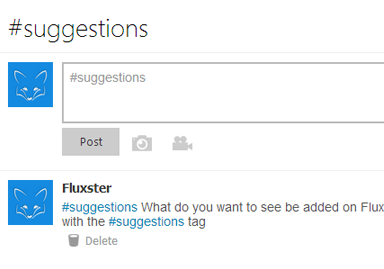 #suggestions
#suggestions
Post
Fluxster
#suggestions What do you want to see be added on Flux
with the #suggestions tag
Delete